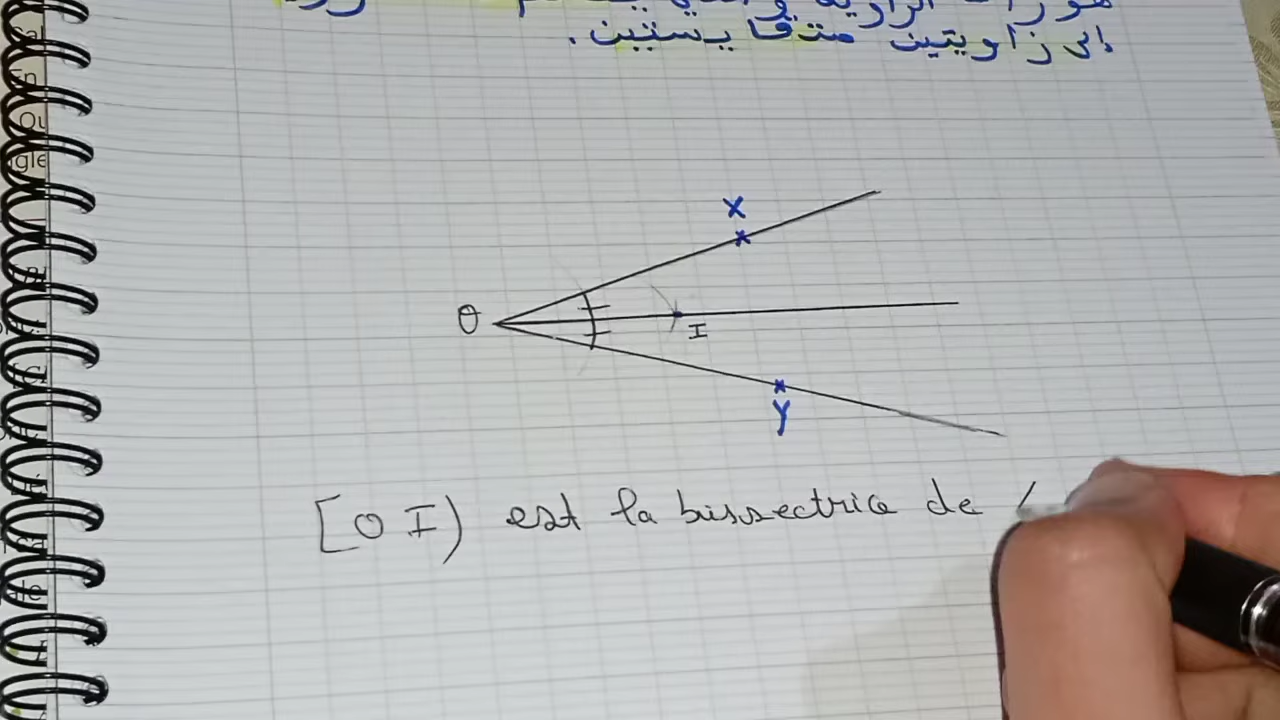 إلى زاويتين متقايستين.
X
O
I
y
[OI) est la bissectrice de